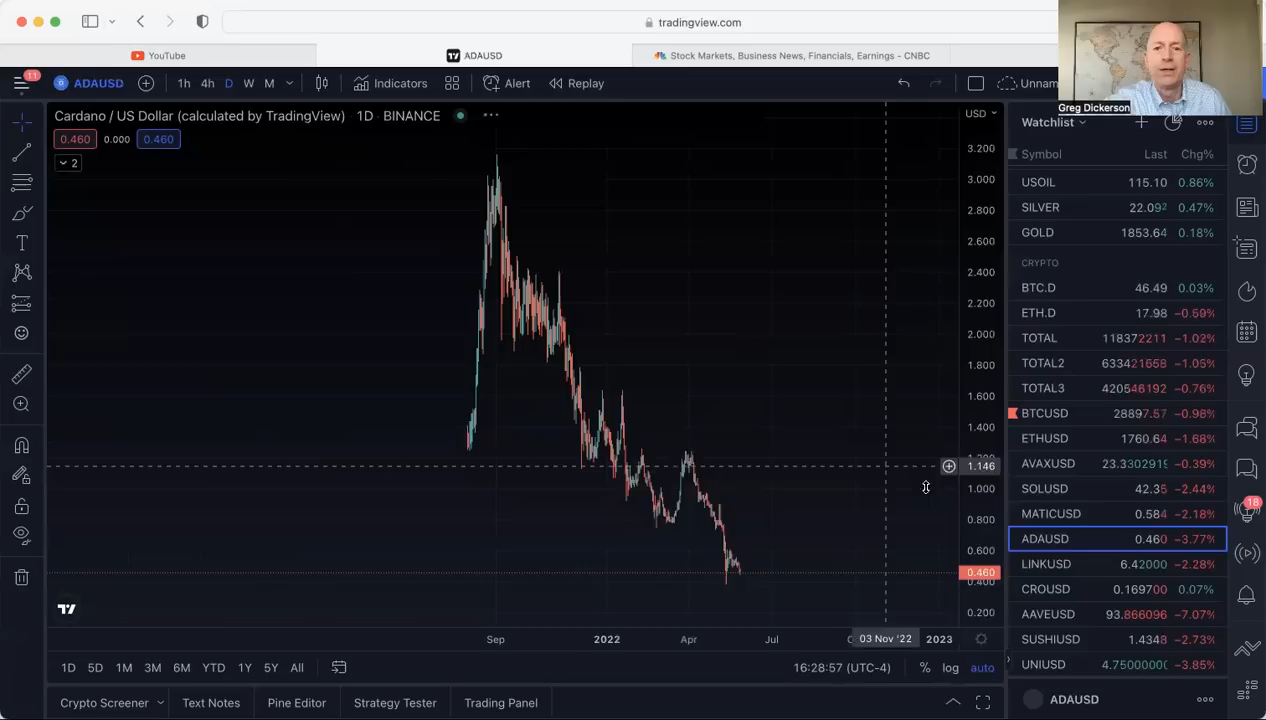 tradingview.com
YouTube
ADAUSD
Stock Markets, Business News, Financials, Earnings - CNBC
Greg Dickerson
11
ADAUSD
1h 4h D W M
Indicators
Alert
Replay
Unnam
Cardano / US Dollar (calculated by TradingView) · 1D · BINANCE
0.460 0.000 0.460
2
USD
3.200
3.000
2.800
2.600
2.400
2.200
2.000
1.800
1.600
1.400
1.146
1.000
0.800
0.600
0.460
0.400
0.200
Sep 2022 Apr Jul 03 Nov '22 2023
1D 5D 1M 3M 6M YTD 1Y 5Y All
16:28:57 (UTC-4) % log auto
Crypto Screener Text Notes Pine Editor Strategy Tester Trading Panel
Watchlist
Symbol Last Chg%
USOIL 115.10 0.86%
SILVER 22.092 0.47%
GOLD 1853.64 0.18%
CRYPTO
BTC.D 46.49 0.03%
ETH.D 17.98 −0.59%
TOTAL 118372211 −1.02%
TOTAL2 633421658 −1.05%
TOTAL3 420546192 −0.76%
BTCUSD 28897.57 −0.98%
ETHUSD 1760.64 −1.68%
AVAXUSD 23.3302919 −0.39%
SOLUSD 42.35 −2.44%
MATICUSD 0.584 −2.18%
ADAUSD 0.460 −3.77%
LINKUSD 6.42000 −2.28%
CROUSD 0.169700 0.07%
AAVEUSD 93.866096 −7.07%
SUSHIUSD 1.4348 −2.73%
UNIUSD 4.75000000 −3.85%
ADAUSD
18